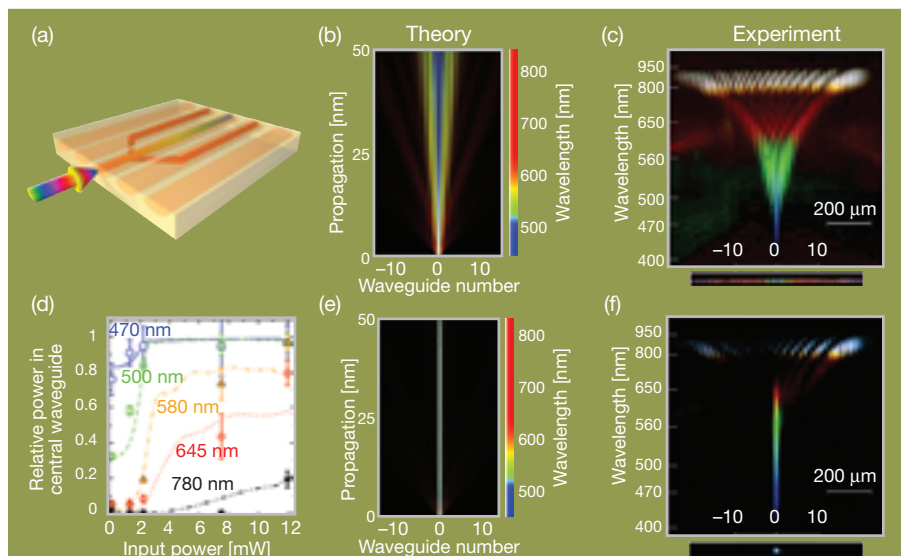 (a)
(b)
Theory
(c)
Experiment
50
25
0
Propagation [nm]
−10 0 10
Waveguide number
800
700
600
500
Wavelength [nm]
950
800
650
560
500
470
400
Wavelength [nm]
200 µm
−10 0 10
(d)
470 nm
500 nm
580 nm
645 nm
780 nm
1
0.8
0.6
0.4
0.2
0
Relative power in
central waveguide
0 2 4 6 8 10 12
Input power [mW]
(e)
50
25
0
Propagation [nm]
−10 0 10
Waveguide number
800
700
600
500
Wavelength [nm]
(f)
950
800
650
560
500
470
400
Wavelength [nm]
200 µm
−10 0 10